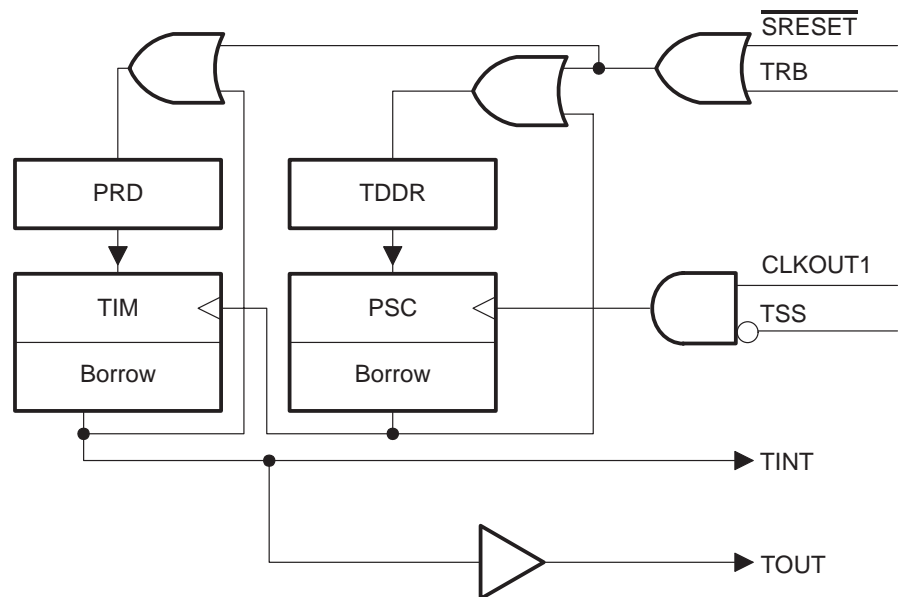 SRESET
TRB
PRD
TDDR
CLKOUT1
TIM
PSC
TSS
Borrow
Borrow
TINT
TOUT